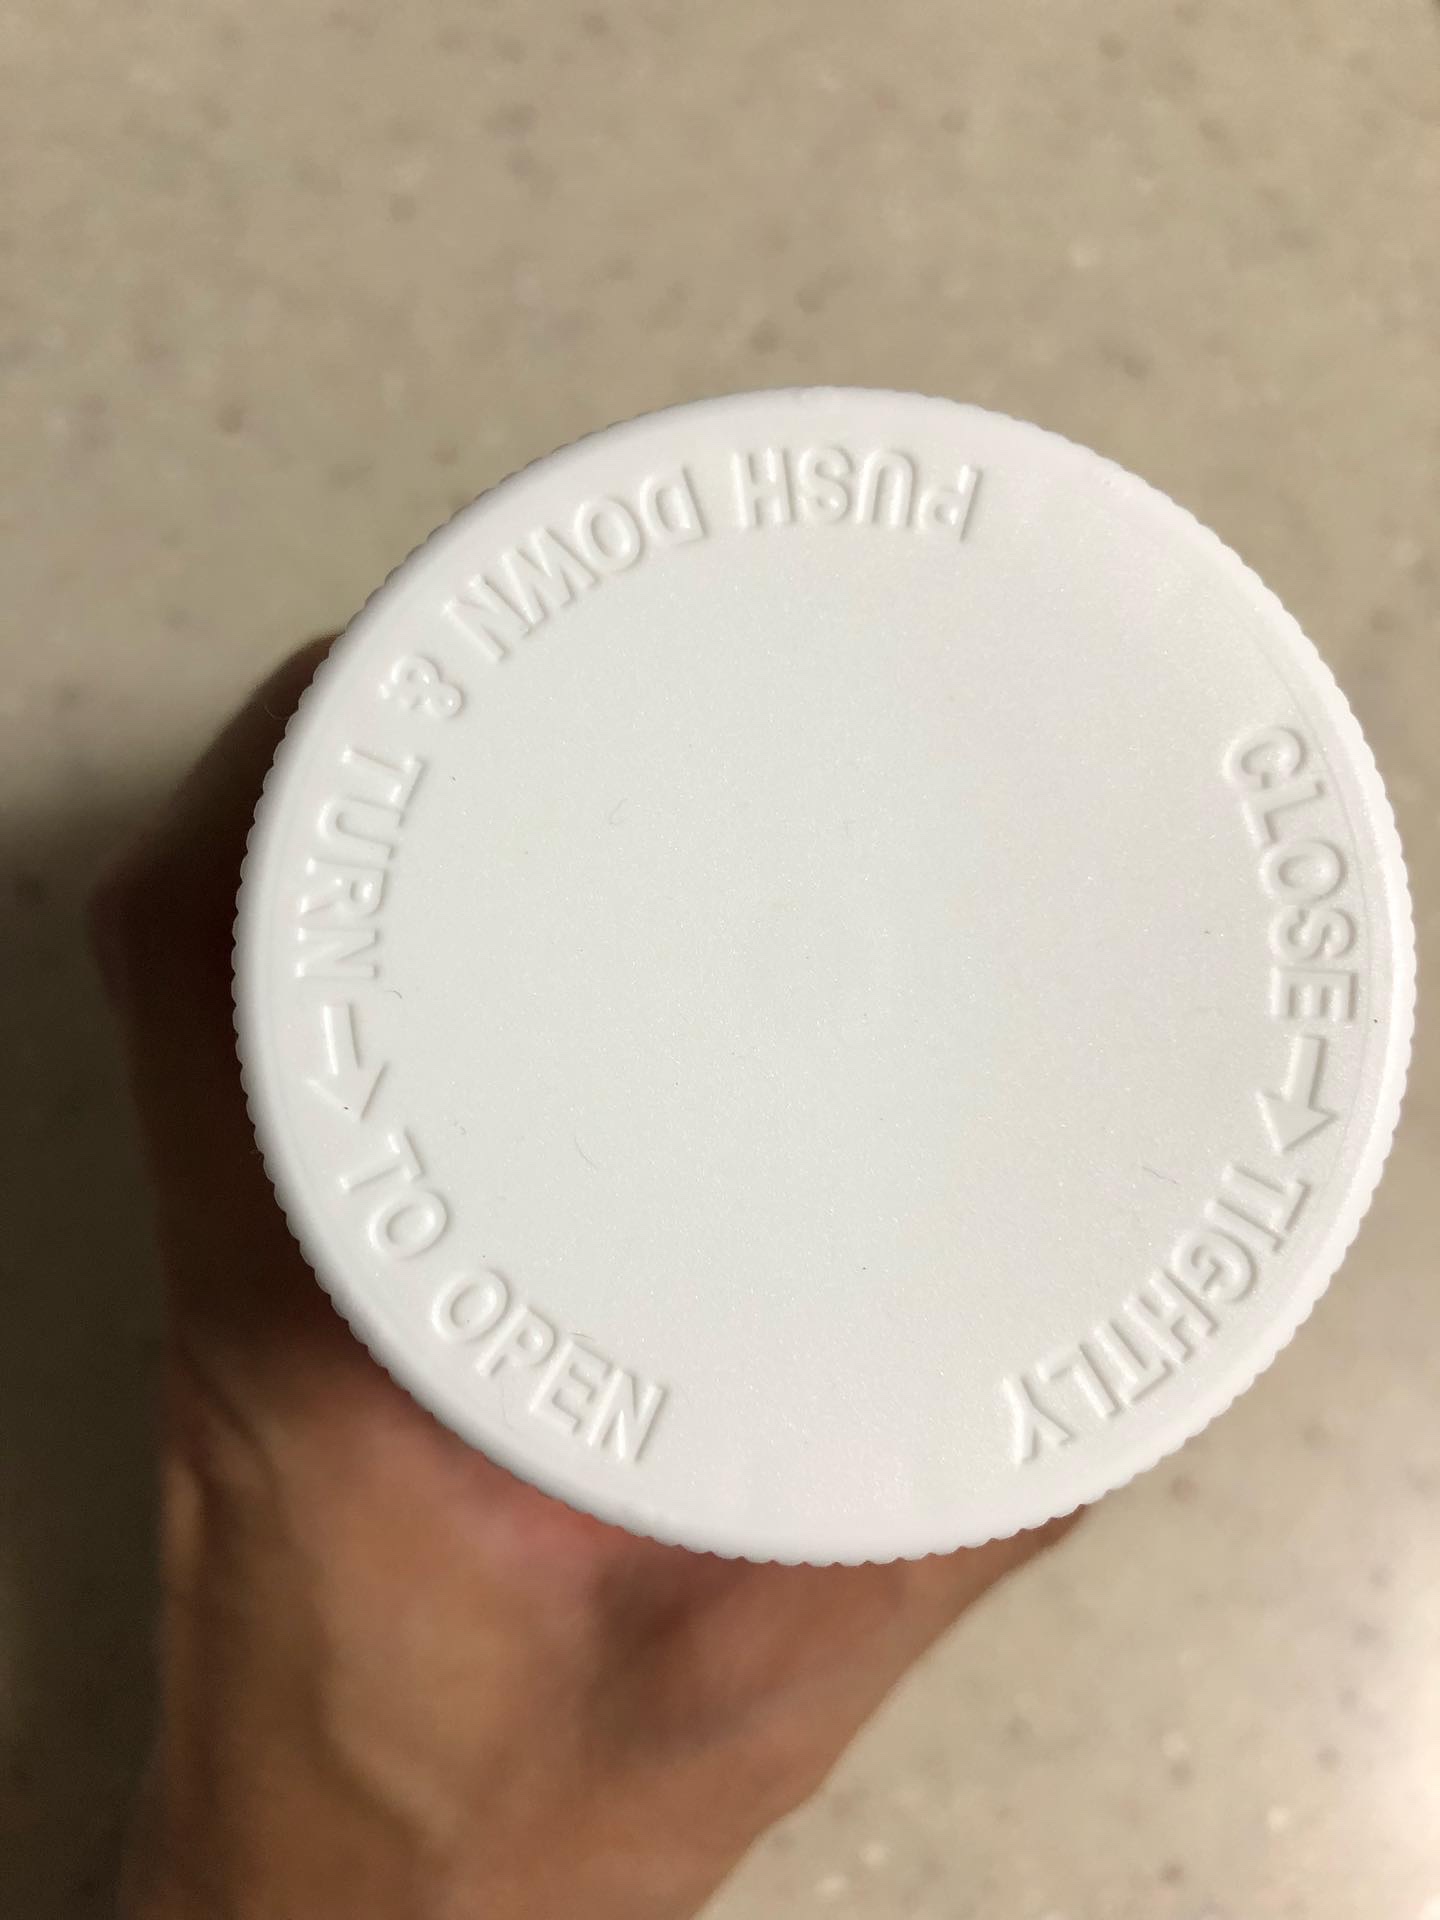 PUSH DOWN & TURN → TO OPEN
CLOSE → TIGHTLY